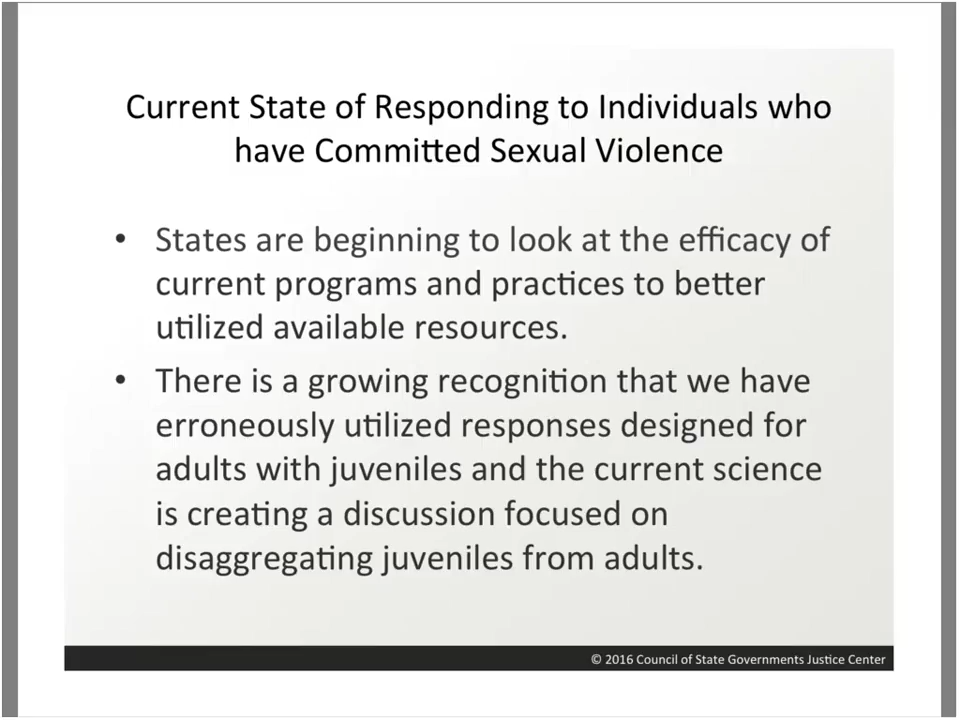 Current State of Responding to Individuals who
have Committed Sexual Violence
• States are beginning to look at the efficacy of
current programs and practices to better
utilized available resources.
• There is a growing recognition that we have
erroneously utilized responses designed for
adults with juveniles and the current science
is creating a discussion focused on
disaggregating juveniles from adults.
© 2016 Council of State Governments Justice Center